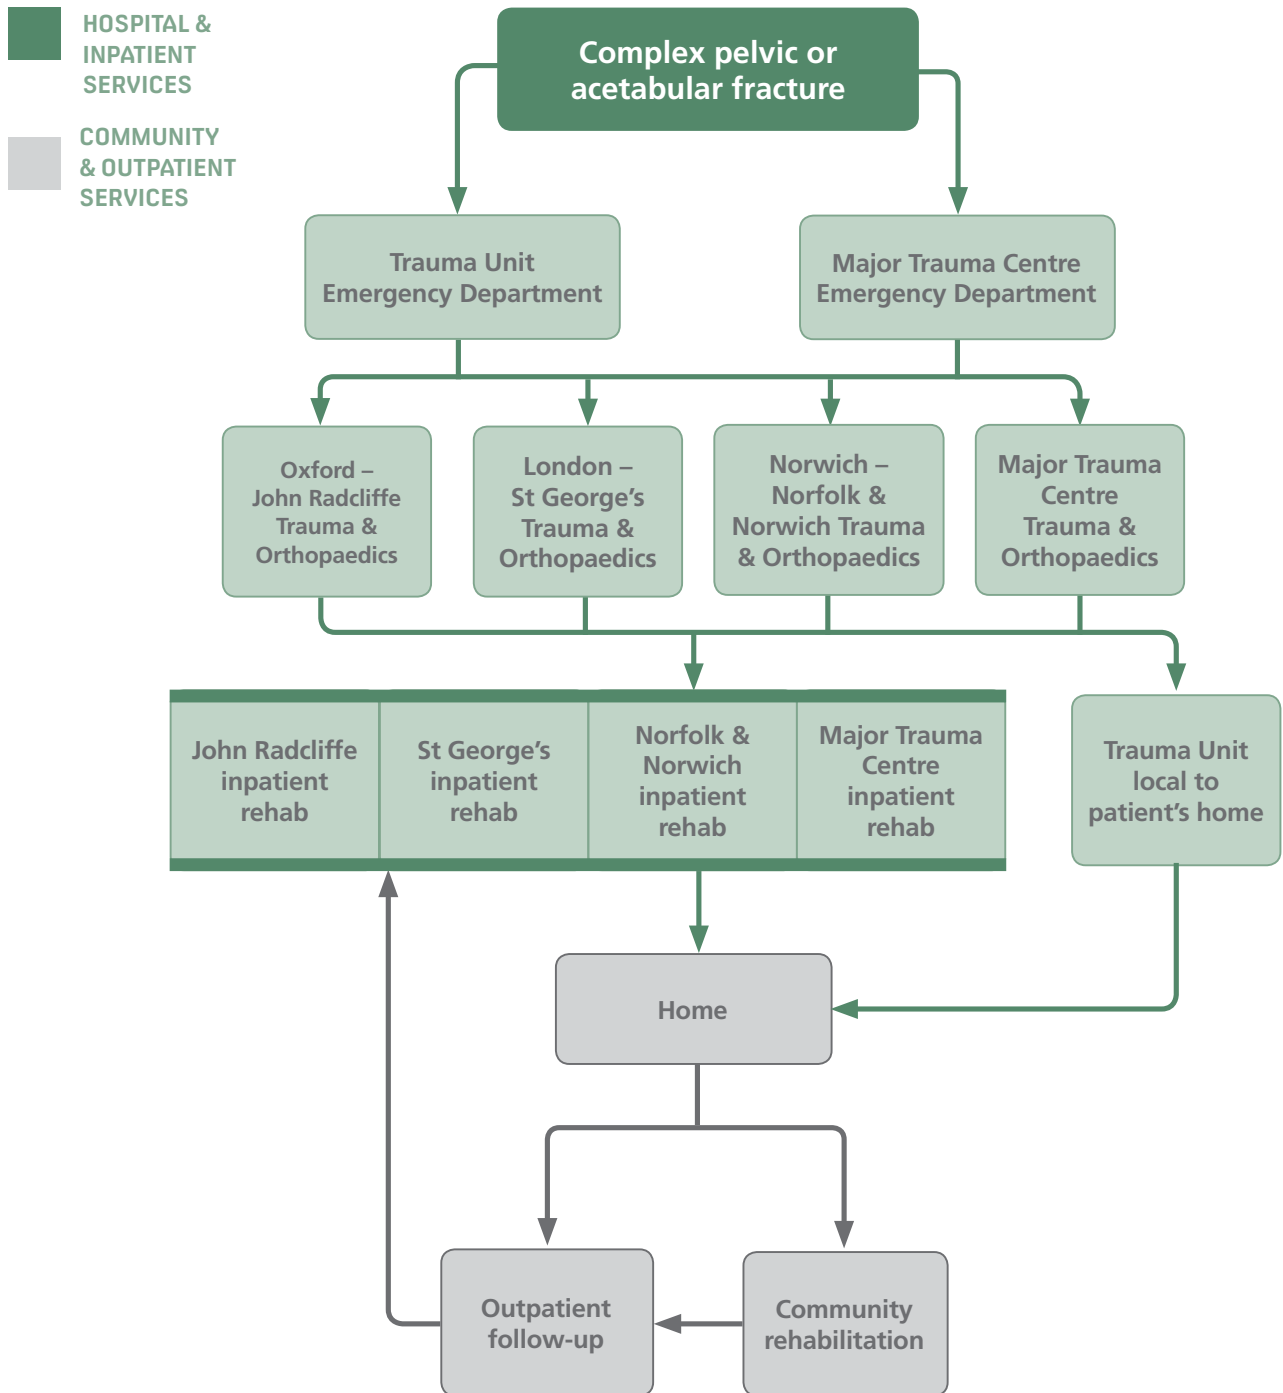 HOSPITAL &
INPATIENT
SERVICES
COMMUNITY
& OUTPATIENT
SERVICES
Complex pelvic or
acetabular fracture
Trauma Unit
Emergency Department
Major Trauma Centre
Emergency Department
Oxford –
John Radcliffe
Trauma &
Orthopaedics
London –
St George’s
Trauma &
Orthopaedics
Norwich –
Norfolk &
Norwich Trauma
& Orthopaedics
Major Trauma
Centre
Trauma &
Orthopaedics
John Radcliffe
inpatient
rehab
St George’s
inpatient
rehab
Norfolk &
Norwich
inpatient
rehab
Major Trauma
Centre
inpatient
rehab
Trauma Unit
local to
patient’s home
Home
Outpatient
follow-up
Community
rehabilitation